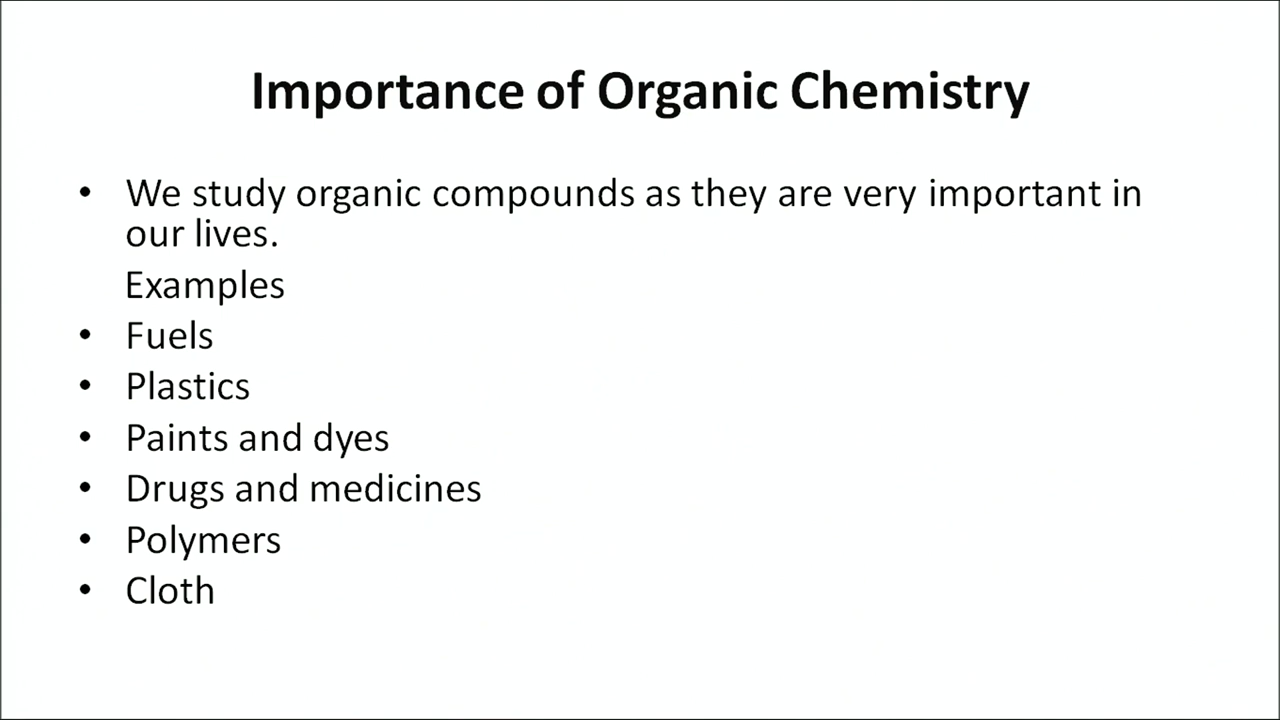 Importance of Organic Chemistry
• We study organic compounds as they are very important in
our lives.
Examples
• Fuels
• Plastics
• Paints and dyes
• Drugs and medicines
• Polymers
• Cloth